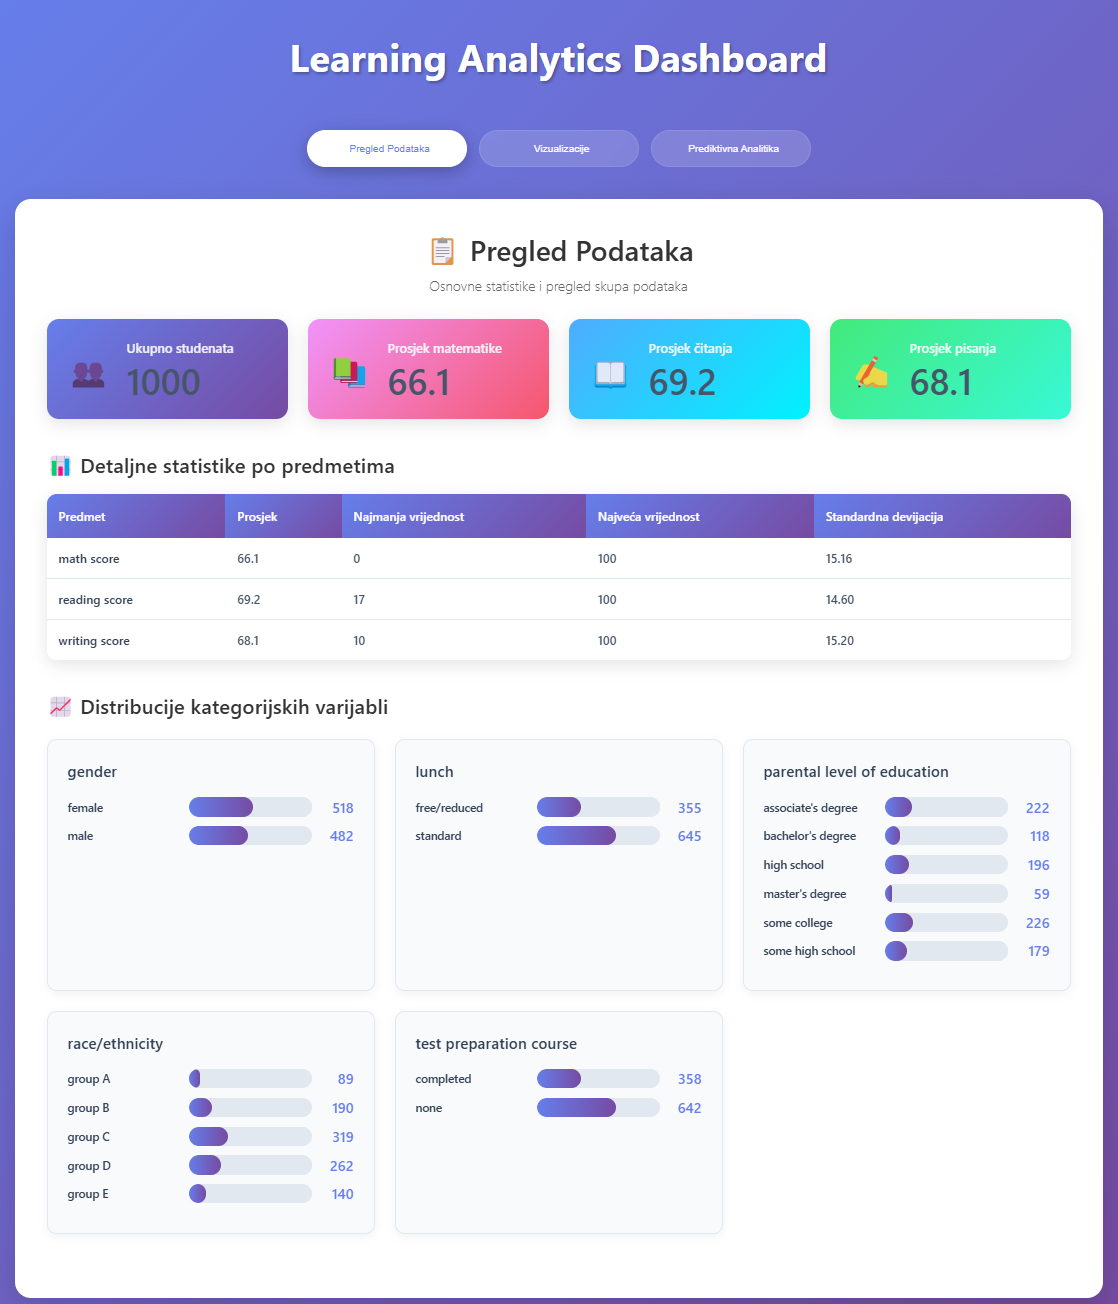 Learning Analytics Dashboard
Pregled Podataka
Vizualizacije
Prediktivna Analitika
Pregled Podataka
Osnovne statistike i pregled skupa podataka
Ukupno studenata
1000
Prosjek matematike
66.1
Prosjek čitanja
69.2
Prosjek pisanja
68.1
Detaljne statistike po predmetima
Predmet Prosjek Najmanja vrijednost Najveća vrijednost Standardna devijacija
math score 66.1 0 100 15.16
reading score 69.2 17 100 14.60
writing score 68.1 10 100 15.20
Distribucije kategorijskih varijabli
gender
female 518
male 482
lunch
free/reduced 355
standard 645
parental level of education
associate's degree 222
bachelor's degree 118
high school 196
master's degree 59
some college 226
some high school 179
race/ethnicity
group A 89
group B 190
group C 319
group D 262
group E 140
test preparation course
completed 358
none 642